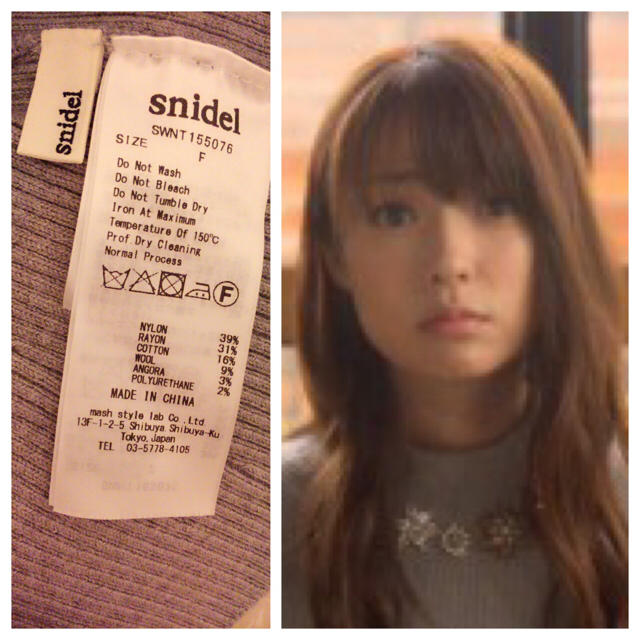 snidel
snidel
SWNT155076
SIZE F
Do Not Wash
Do Not Bleach
Do Not Tumble Dry
Iron At Maximum
Temperature Of 150℃
Prof.Dry Cleaning
Normal Process
F
NYLON 39%
RAYON 31%
COTTON 16%
WOOL 9%
ANGORA 3%
POLYURETHANE 2%
MADE IN CHINA
mash style lab Co.,Ltd
13F-1-2-5 Shibuya.Shibuya-Ku
Tokyo,Japan
TEL 03-5778-4105